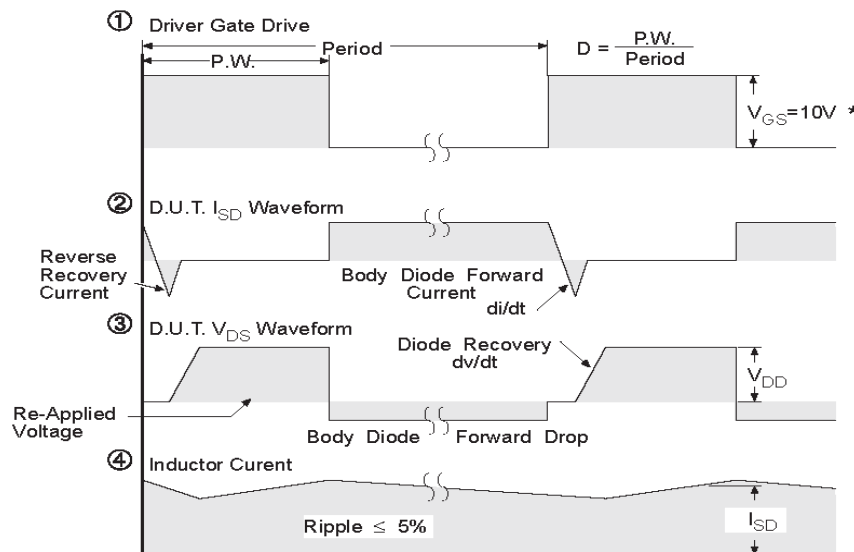 ① Driver Gate Drive
Period
P.W.
D = P.W. / Period
V_GS=10V *
② D.U.T. I_SD Waveform
Reverse
Recovery
Current
Body Diode Forward
Current
di/dt
③ D.U.T. V_DS Waveform
Diode Recovery
dv/dt
V_DD
Re-Applied
Voltage
Body Diode Forward Drop
④ Inductor Curent
Ripple ≤ 5%
I_SD